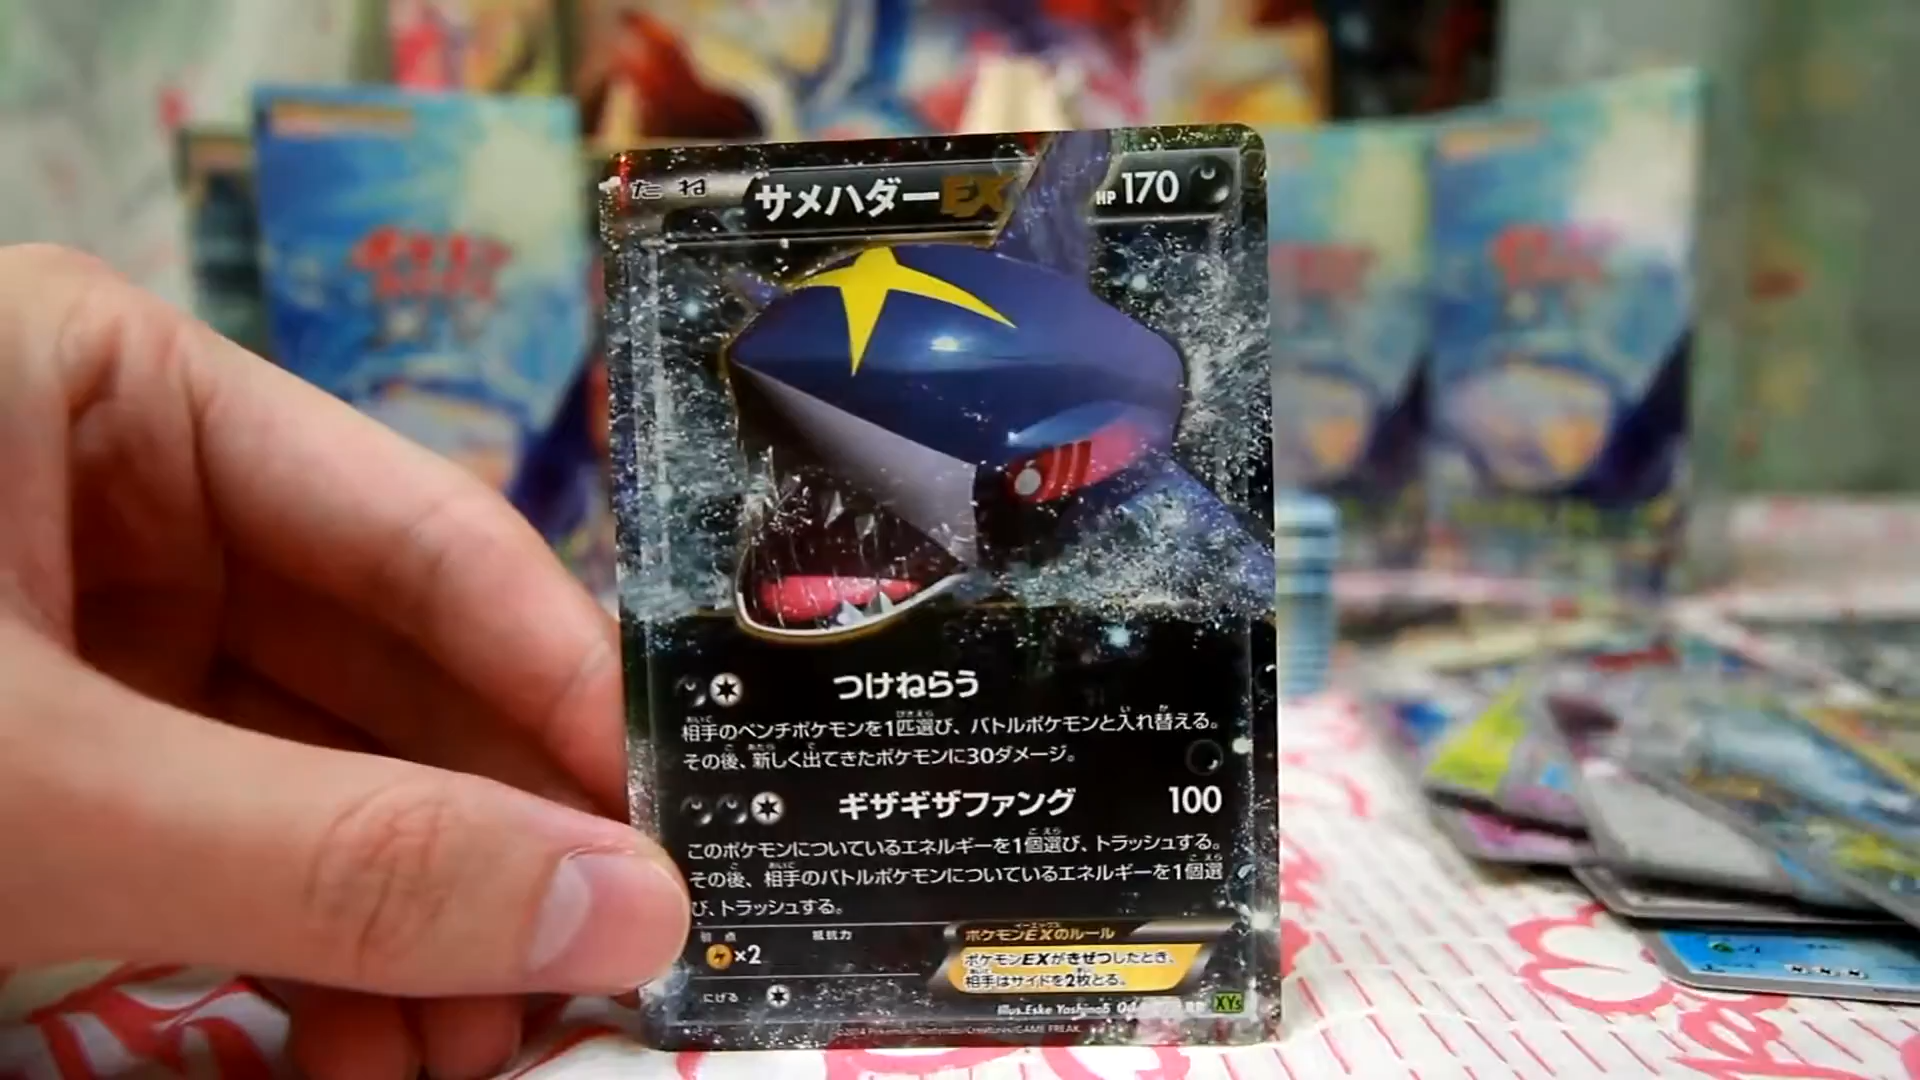 たね サメハダーEX HP170
つけねらう
相手のベンチポケモンを1匹選び、バトルポケモンと入れ替える。
その後、新しく出てきたポケモンに30ダメージ。
ギザギザファング 100
このポケモンについているエネルギーを1個選び、トラッシュする。
その後、相手のバトルポケモンについているエネルギーを1個選
び、トラッシュする。
弱点 抵抗力
×2
にげる
ポケモンEXのルール
ポケモンEXがきぜつしたとき、
相手はサイドを2枚とる。
illus.Eske Yoshinob RR XY5
©2014 Pokémon/Nintendo/Creatures/GAME FREAK.